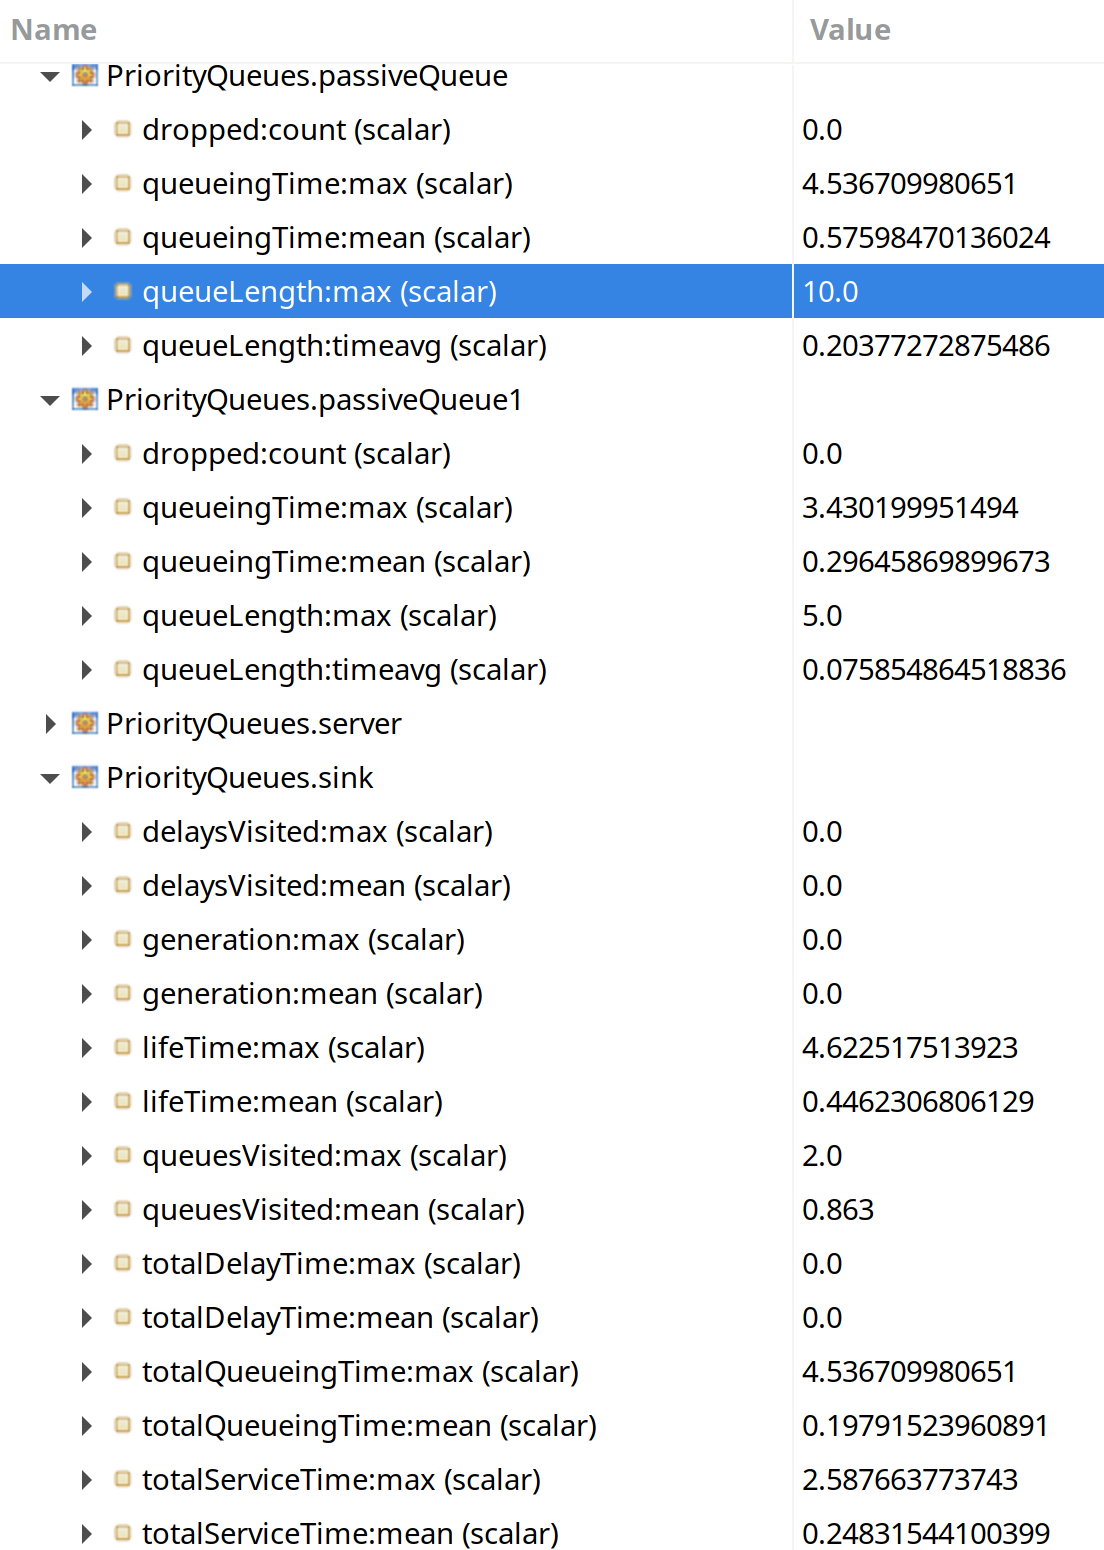 Name Value
PriorityQueues.passiveQueue
dropped:count (scalar) 0.0
queueingTime:max (scalar) 4.536709980651
queueingTime:mean (scalar) 0.57598470136024
queueLength:max (scalar) 10.0
queueLength:timeavg (scalar) 0.20377272875486
PriorityQueues.passiveQueue1
dropped:count (scalar) 0.0
queueingTime:max (scalar) 3.430199951494
queueingTime:mean (scalar) 0.29645869899673
queueLength:max (scalar) 5.0
queueLength:timeavg (scalar) 0.075854864518836
PriorityQueues.server
PriorityQueues.sink
delaysVisited:max (scalar) 0.0
delaysVisited:mean (scalar) 0.0
generation:max (scalar) 0.0
generation:mean (scalar) 0.0
lifeTime:max (scalar) 4.622517513923
lifeTime:mean (scalar) 0.4462306806129
queuesVisited:max (scalar) 2.0
queuesVisited:mean (scalar) 0.863
totalDelayTime:max (scalar) 0.0
totalDelayTime:mean (scalar) 0.0
totalQueueingTime:max (scalar) 4.536709980651
totalQueueingTime:mean (scalar) 0.19791523960891
totalServiceTime:max (scalar) 2.587663773743
totalServiceTime:mean (scalar) 0.24831544100399